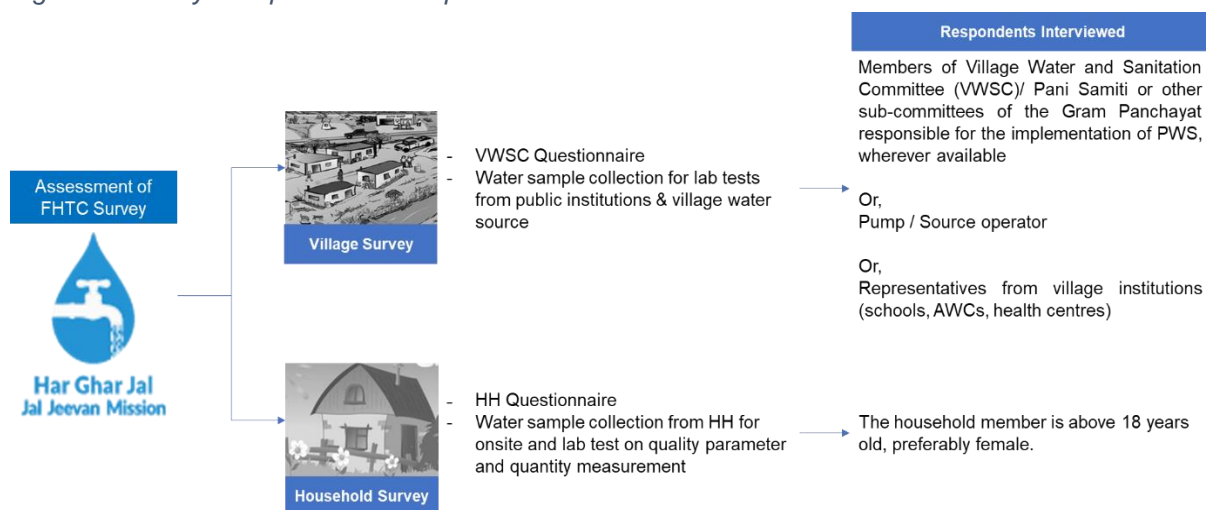 Respondents Interviewed
Members of Village Water and Sanitation
Committee (VWSC)/ Pani Samiti or other
sub-committees of the Gram Panchayat
responsible for the implementation of PWS,
wherever available
Or,
Pump / Source operator
Or,
Representatives from village institutions
(schools, AWCs, health centres)
Assessment of
FHTC Survey
Har Ghar Jal
Jal Jeevan Mission
- VWSC Questionnaire
- Water sample collection for lab tests
from public institutions & village water
source
Village Survey
- HH Questionnaire
- Water sample collection from HH for
onsite and lab test on quality parameter
and quantity measurement
Household Survey
The household member is above 18 years
old, preferably female.